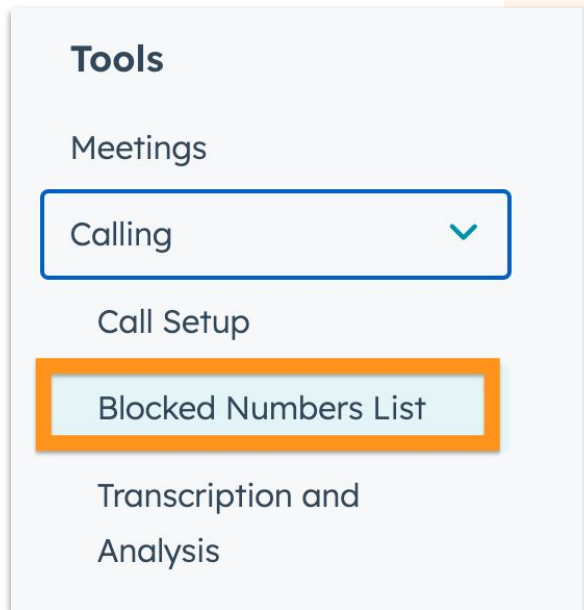 Tools
Meetings
Calling
Call Setup
Blocked Numbers List
Transcription and
Analysis